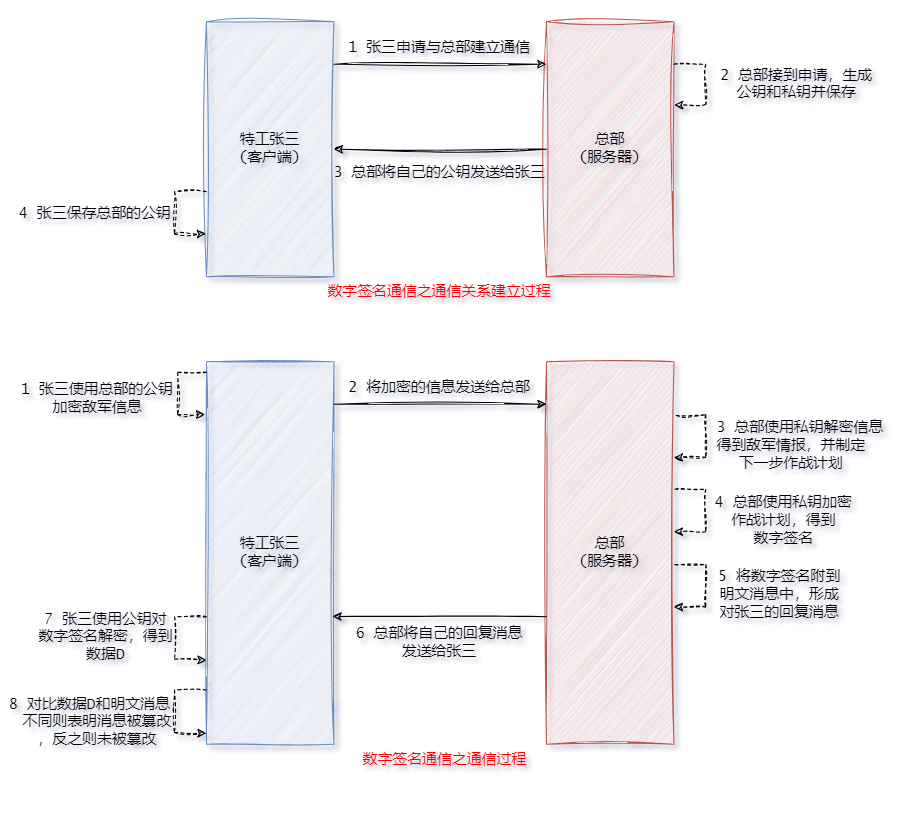 1 张三申请与总部建立通信
2 总部接到申请，生成
公钥和私钥并保存
特工张三
（客户端）
总部
（服务器）
3 总部将自己的公钥发送给张三
4 张三保存总部的公钥
数字签名通信之通信关系建立过程
1 张三使用总部的公钥
加密敌军信息
2 将加密的信息发送给总部
3 总部使用私钥解密信息
得到敌军情报，并制定
下一步作战计划
4 总部使用私钥加密
作战计划，得到
数字签名
特工张三
（客户端）
总部
（服务器）
5 将数字签名附到
明文消息中，形成
对张三的回复消息
6 总部将自己的回复消息
发送给张三
7 张三使用公钥对
数字签名解密，得到
数据D
8 对比数据D和明文消息，
不同则表明消息被篡改
，反之则未被篡改
数字签名通信之通信过程